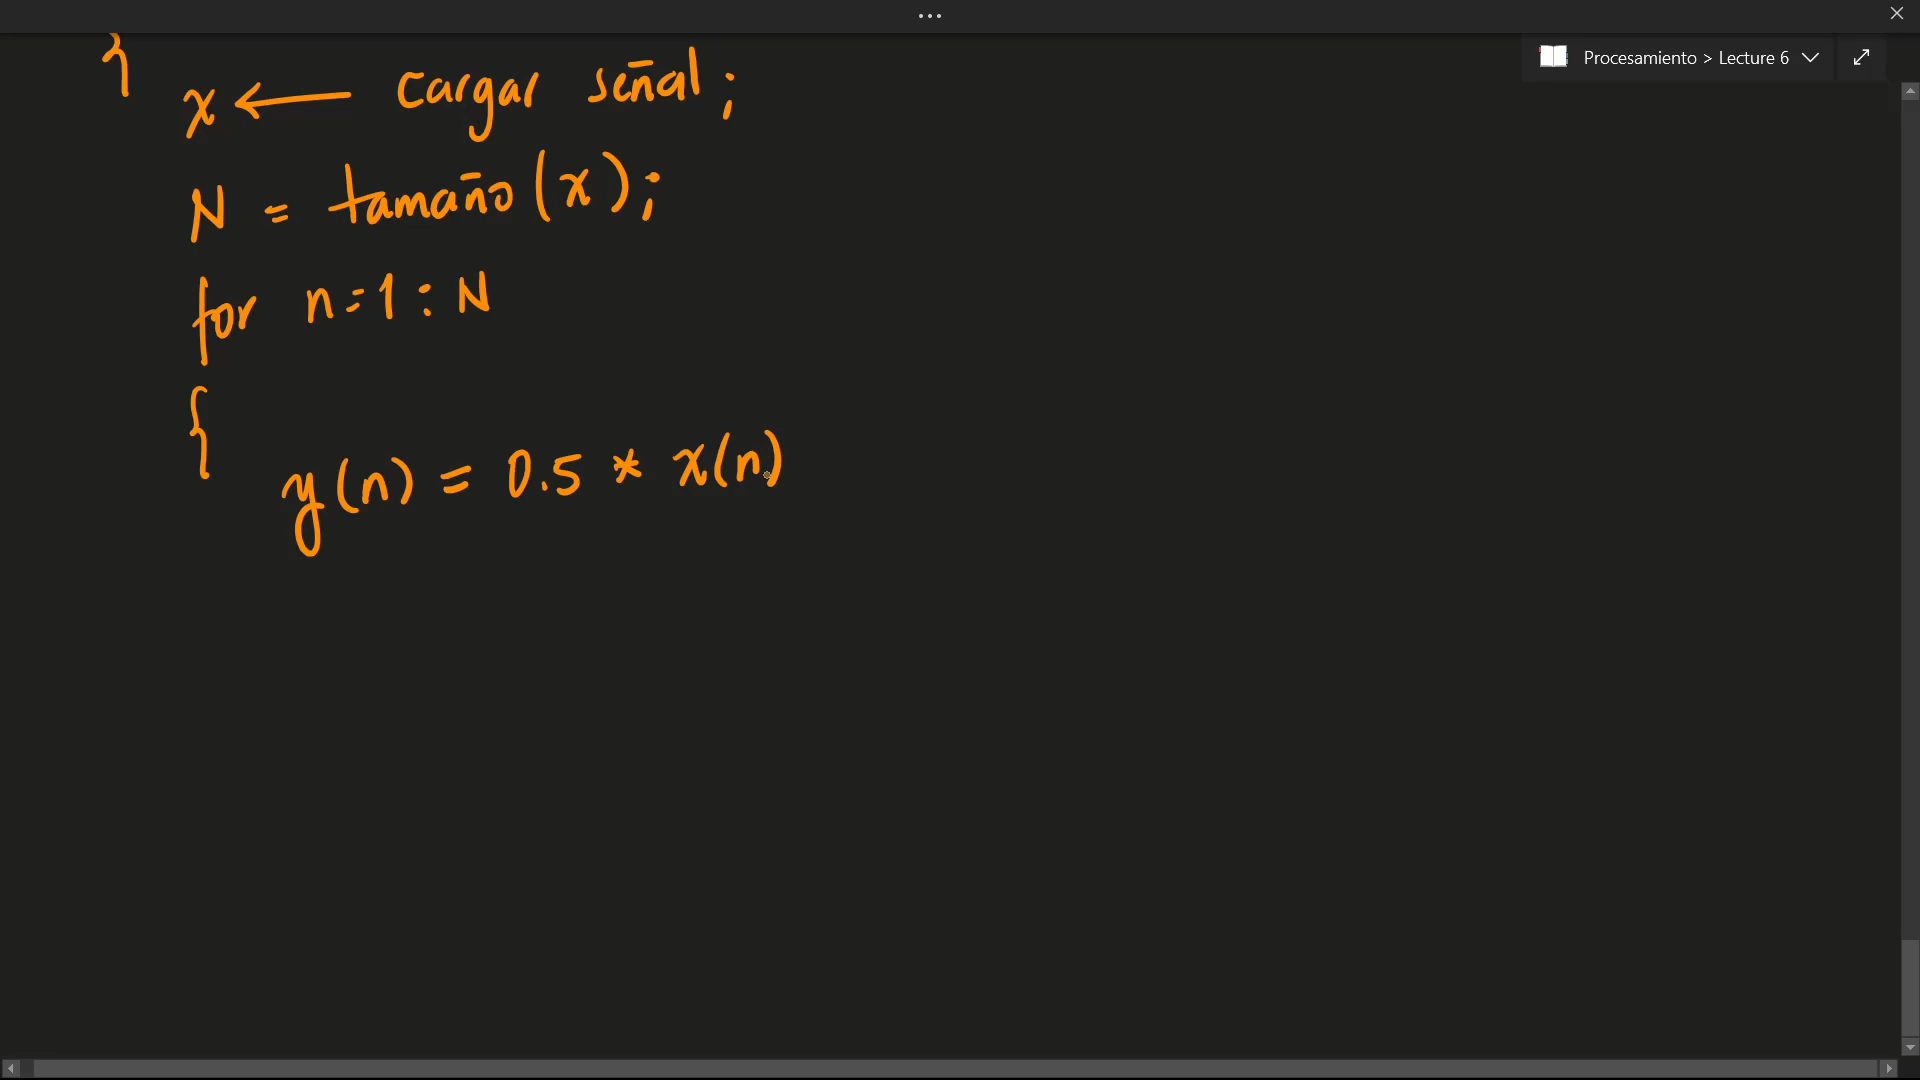 ...
Procesamiento > Lecture 6
{
x ← cargar señal;
N = tamaño(x);
for n=1 : N
{
y(n) = 0.5 * x(n)